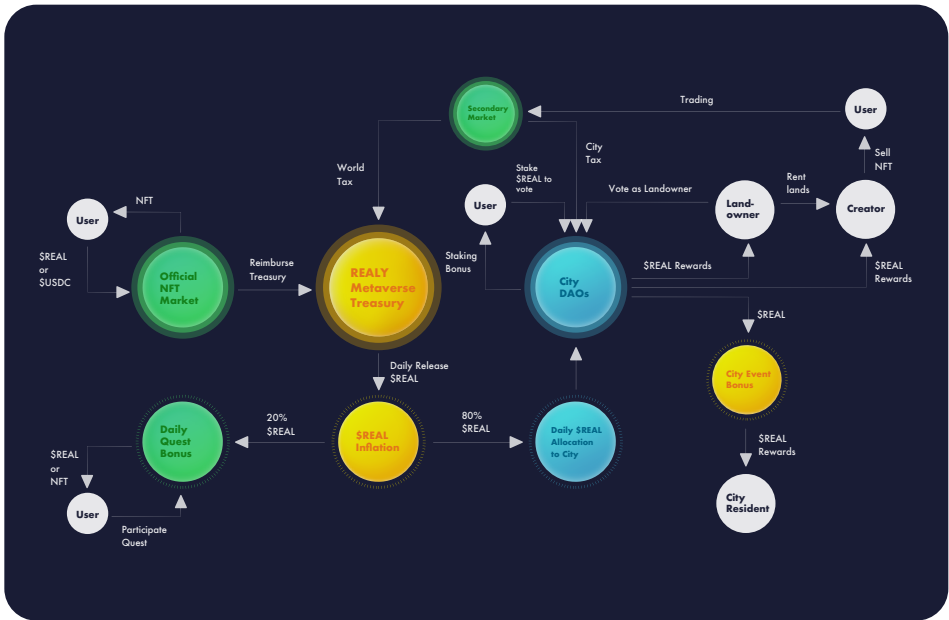 Secondary
Market
Trading
User
World
Tax
City
Tax
Sell
NFT
Stake
$REAL to
vote
User
Vote as Landowner
Land-
owner
Rent
lands
Creator
NFT
User
$REAL
or
$USDC
Official
NFT
Market
Reimburse
Treasury
REALY
Metaverse
Treasury
Staking
Bonus
City
DAOs
$REAL Rewards
$REAL
Rewards
$REAL
City Event
Bonus
Daily Release
$REAL
Daily
Quest
Bonus
20%
$REAL
$REAL
Inflation
80%
$REAL
Daily $REAL
Allocation
to City
$REAL
Rewards
City
Resident
$REAL
or
NFT
User
Participate
Quest